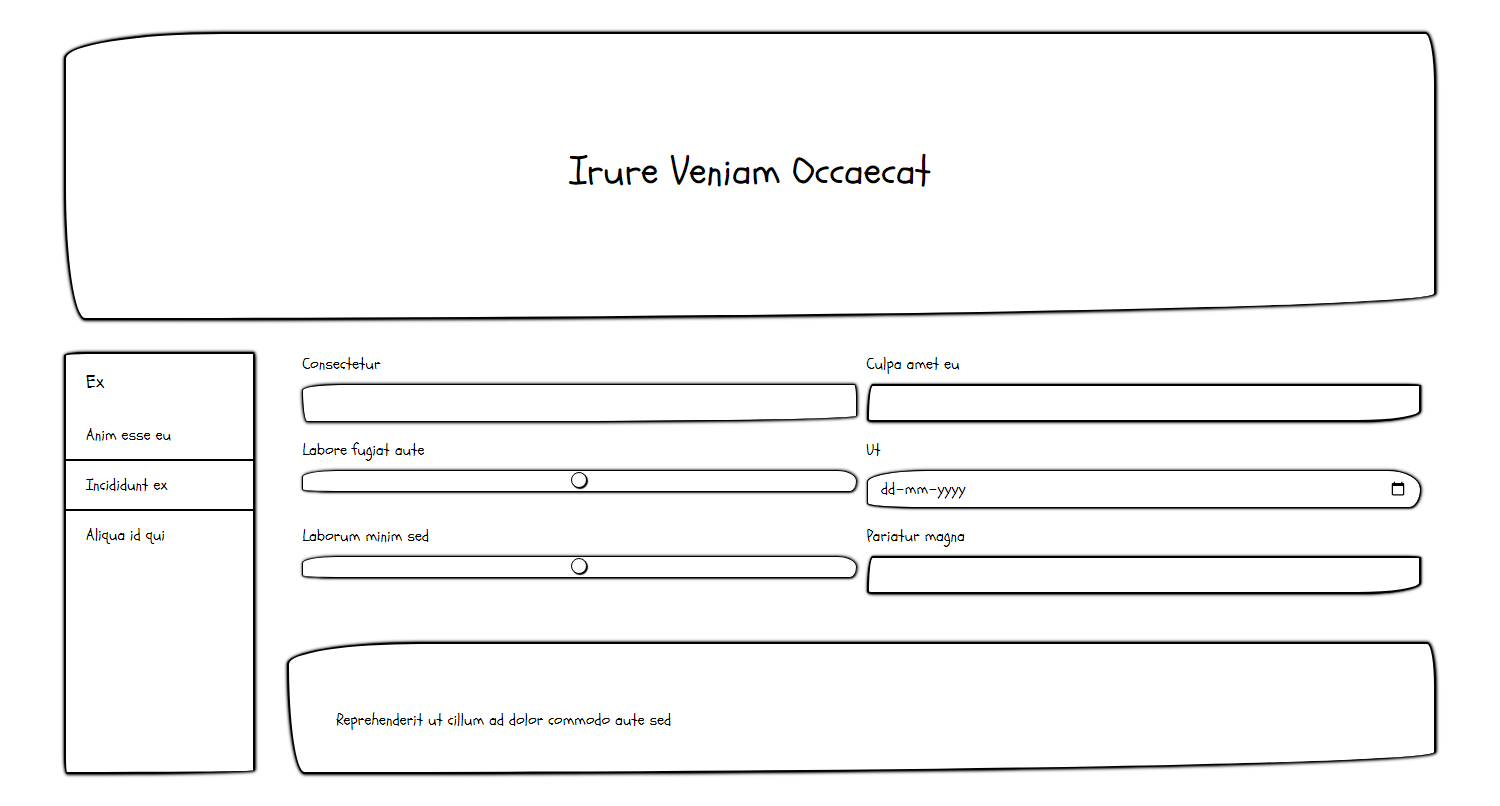 Irure Veniam Occaecat
Ex
Anim esse eu
Incididunt ex
Aliqua id qui
Consectetur
Culpa amet eu
Labore fugiat aute
Ut
dd-mm-yyyy
Laborum minim sed
Pariatur magna
Reprehenderit ut cillum ad dolor commodo aute sed